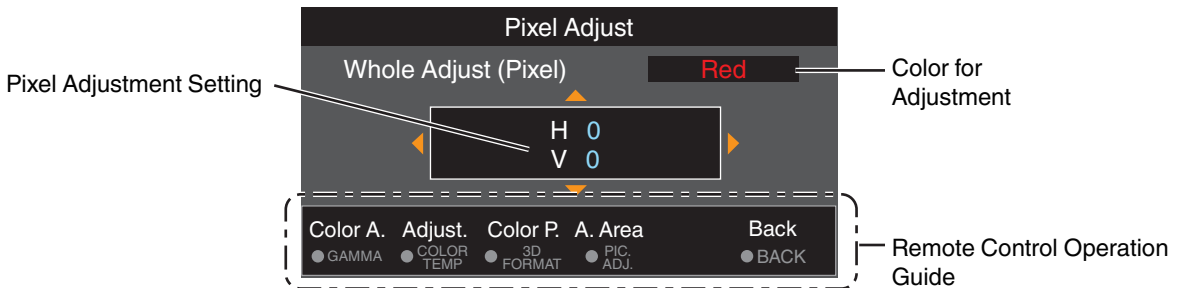 Pixel Adjust
Whole Adjust (Pixel) Red
Pixel Adjustment Setting
Color for
Adjustment
H 0
V 0
Color A. Adjust. Color P. A. Area Back
GAMMA COLOR TEMP 3D FORMAT PIC. ADJ. BACK
Remote Control Operation
Guide